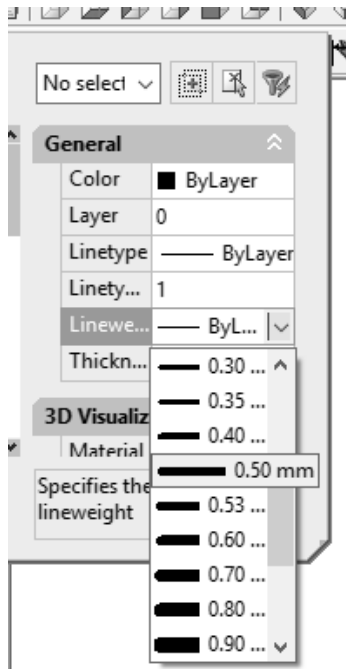 No select
General
Color ByLayer
Layer 0
Linetype ByLayer
Linety... 1
Linewe... ByL...
Thickn...
0.30 ...
0.35 ...
3D Visualiz
0.40 ...
Material
0.50 mm
Specifies the
lineweight
0.53 ...
0.60 ...
0.70 ...
0.80 ...
0.90 ...